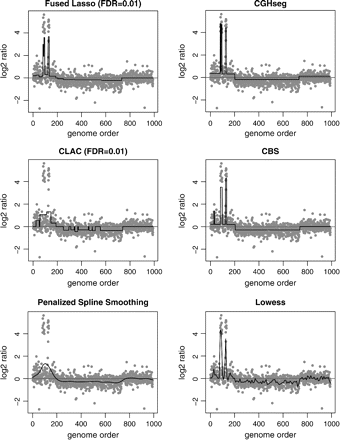 Fused Lasso (FDR=0.01)
log2 ratio
4
2
0
−2
0 200 400 600 800 1000
genome order
CGHseg
log2 ratio
4
2
0
−2
0 200 400 600 800 1000
genome order
CLAC (FDR=0.01)
log2 ratio
4
2
0
−2
0 200 400 600 800 1000
genome order
CBS
log2 ratio
4
2
0
−2
0 200 400 600 800 1000
genome order
Penalized Spline Smoothing
log2 ratio
4
2
0
−2
0 200 400 600 800 1000
genome order
Lowess
log2 ratio
4
2
0
−2
0 200 400 600 800 1000
genome order